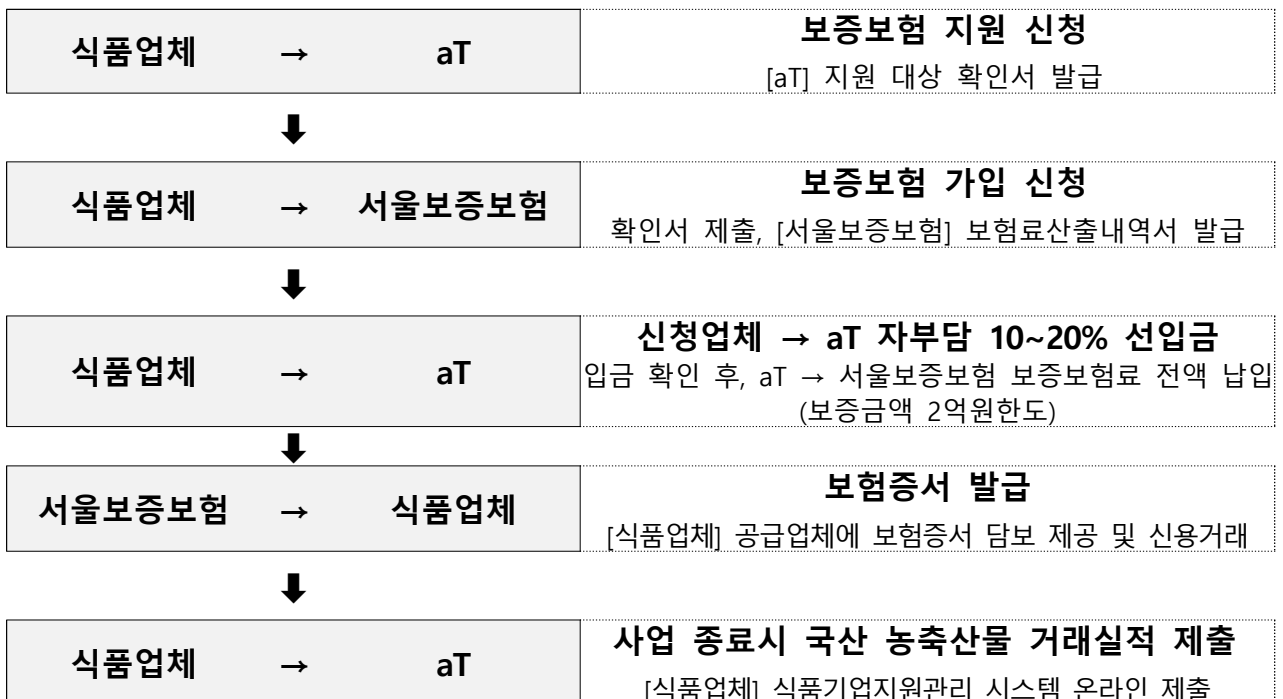 식품업체 → aT
보증보험 지원 신청
[aT] 지원 대상 확인서 발급
⬇
식품업체 → 서울보증보험
보증보험 가입 신청
확인서 제출, [서울보증보험] 보험료산출내역서 발급
⬇
식품업체 → aT
신청업체 → aT 자부담 10~20% 선입금
입금 확인 후, aT → 서울보증보험 보증보험료 전액 납입
(보증금액 2억원한도)
⬇
서울보증보험 → 식품업체
보험증서 발급
[식품업체] 공급업체에 보험증서 담보 제공 및 신용거래
⬇
식품업체 → aT
사업 종료시 국산 농축산물 거래실적 제출
[식품업체] 식품기업지원관리 시스템 온라인 제출